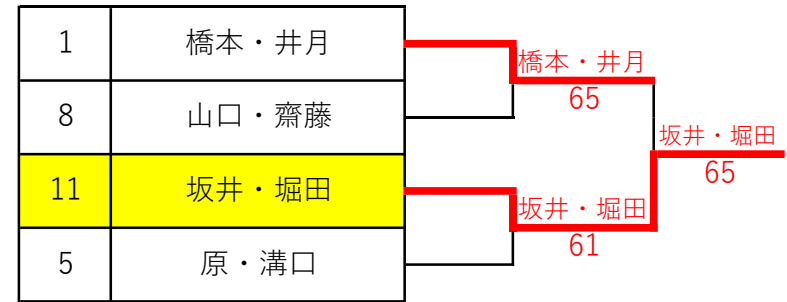 1 橋本・井月
8 山口・齋藤
11 坂井・堀田
5 原・溝口
橋本・井月
65
坂井・堀田
61
坂井・堀田
65